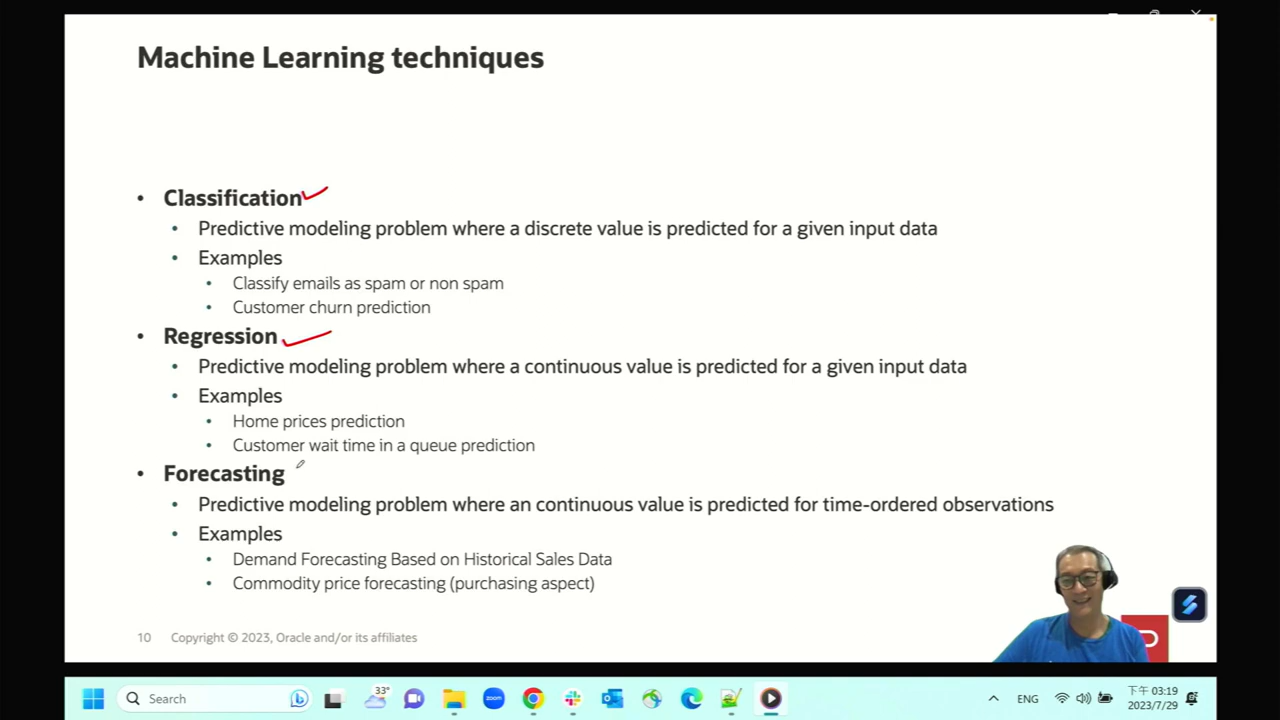 Machine Learning techniques
• Classification
• Predictive modeling problem where a discrete value is predicted for a given input data
• Examples
• Classify emails as spam or non spam
• Customer churn prediction
• Regression
• Predictive modeling problem where a continuous value is predicted for a given input data
• Examples
• Home prices prediction
• Customer wait time in a queue prediction
• Forecasting
• Predictive modeling problem where an continuous value is predicted for time-ordered observations
• Examples
• Demand Forecasting Based on Historical Sales Data
• Commodity price forecasting (purchasing aspect)
10 Copyright © 2023, Oracle and/or its affiliates
Search
33°
zoom
ENG
下午 03:19
2023/7/29